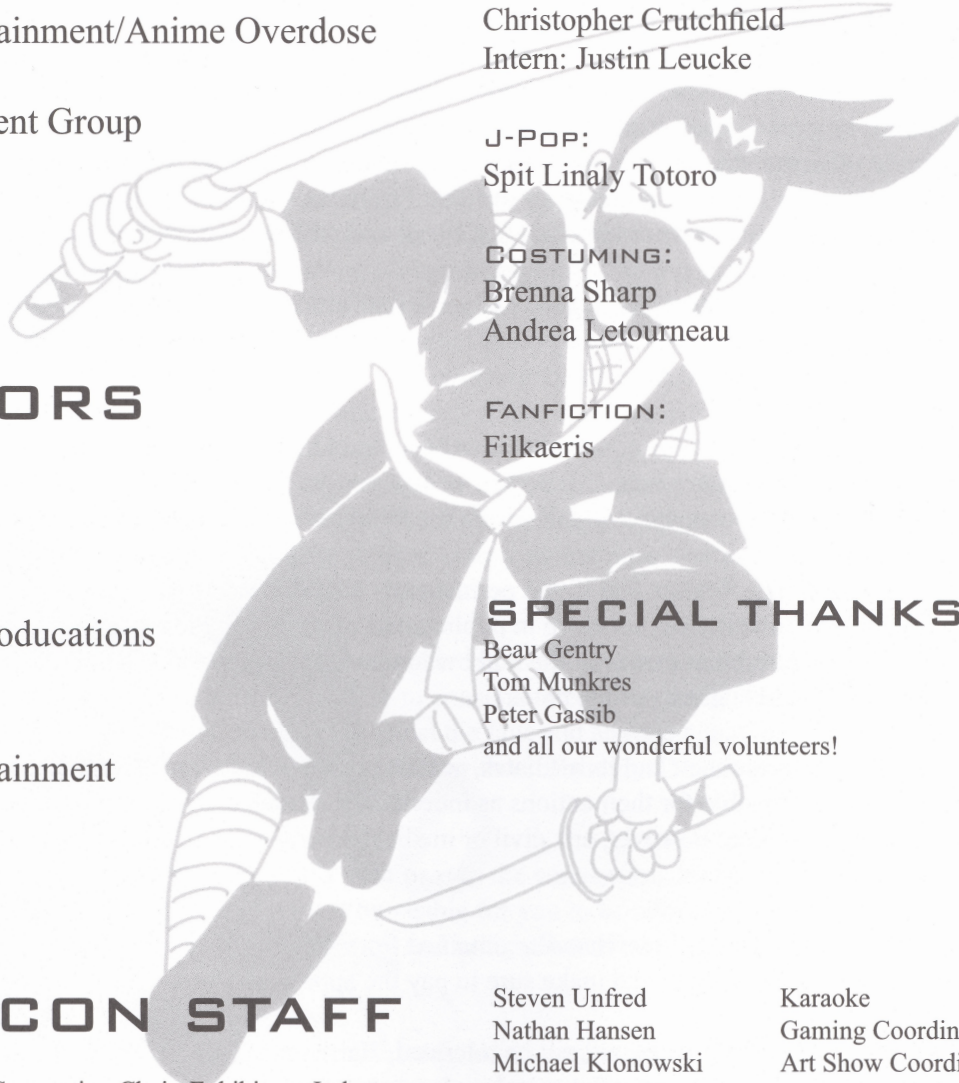 ainment/Anime Overdose
ent Group
ORS
oducations
ainment
Christopher Crutchfield
Intern: Justin Leucke
J-Pop:
Spit Linaly Totoro
Costuming:
Brenna Sharp
Andrea Letourneau
Fanfiction:
Filkaeris
SPECIAL THANKS
Beau Gentry
Tom Munkres
Peter Gassib
and all our wonderful volunteers!
CON STAFF
Steven Unfred Karaoke
Nathan Hansen Gaming Coordin
Michael Klonowski Art Show Coordi